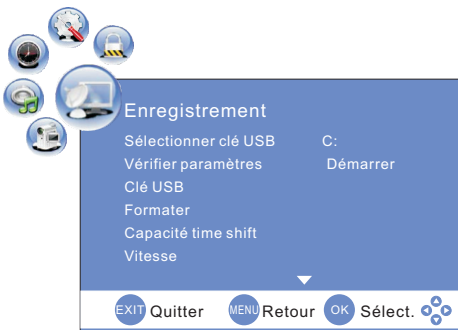 Enregistrement
Sélectionner clé USB C:
Vérifier paramètres Démarrer
Clé USB
Formater
Capacité time shift
Vitesse
EXIT Quitter MENU Retour OK Sélect.